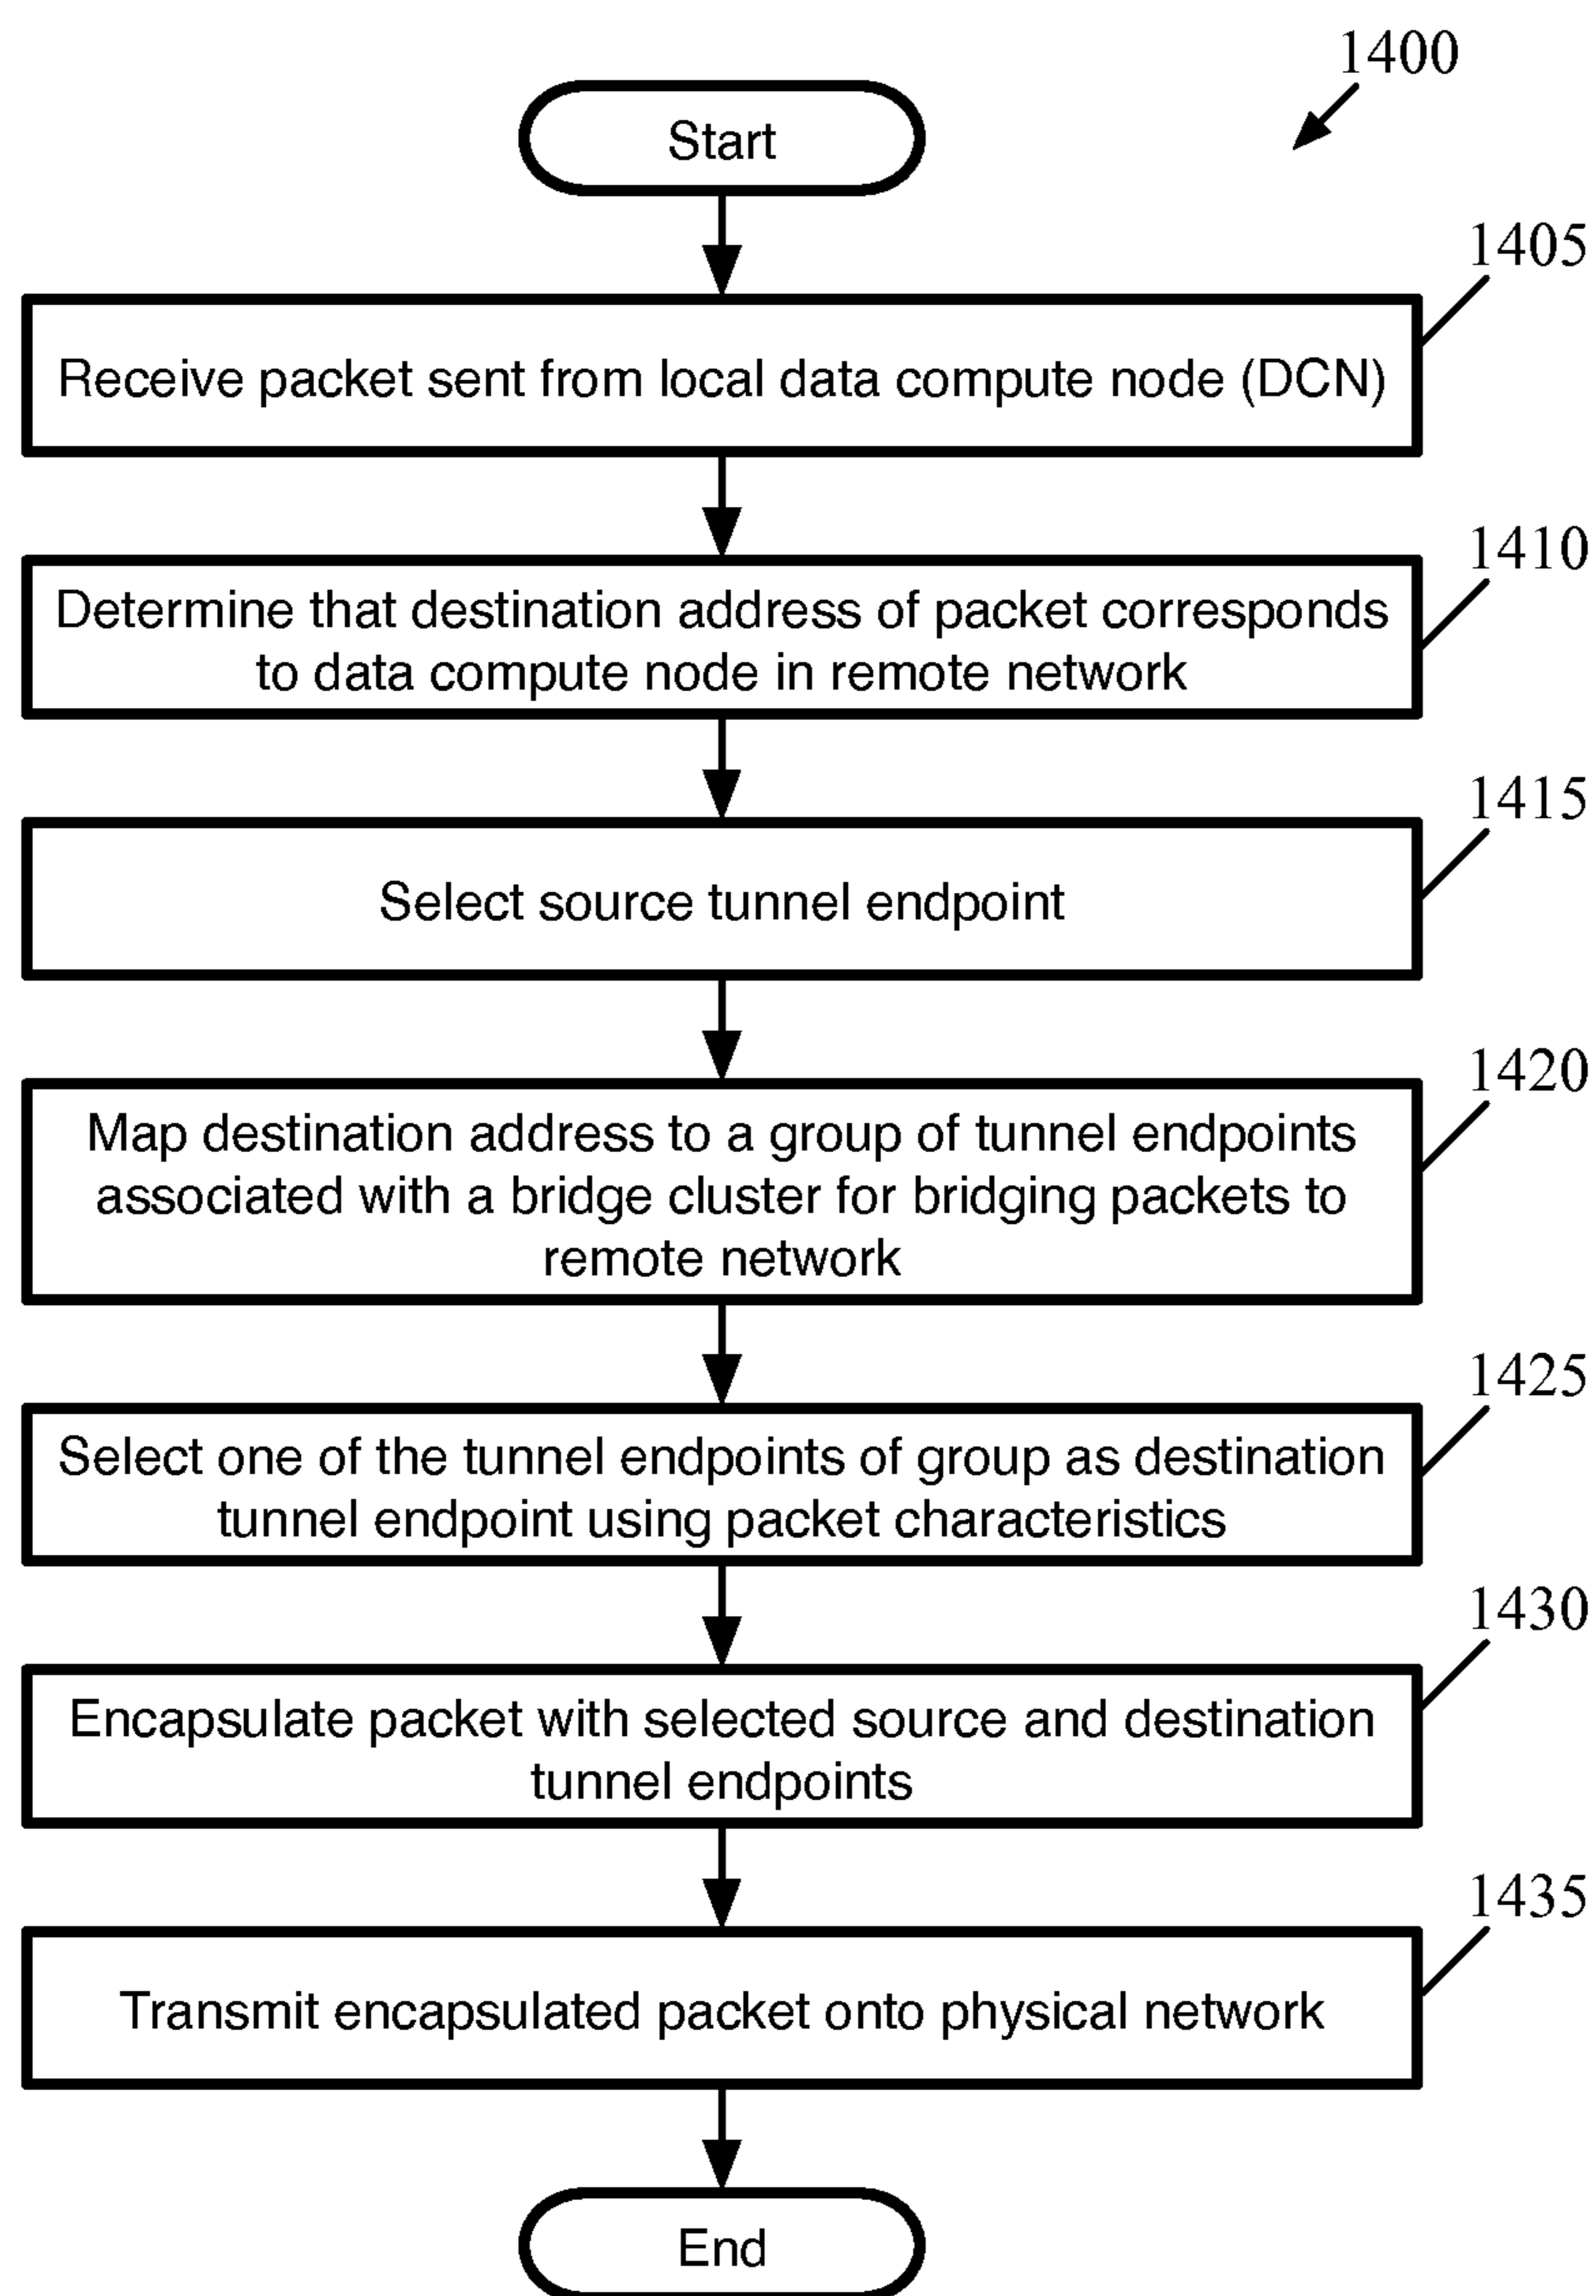 1400
Start
1405
Receive packet sent from local data compute node (DCN)
1410
Determine that destination address of packet corresponds
to data compute node in remote network
1415
Select source tunnel endpoint
1420
Map destination address to a group of tunnel endpoints
associated with a bridge cluster for bridging packets to
remote network
1425
Select one of the tunnel endpoints of group as destination
tunnel endpoint using packet characteristics
1430
Encapsulate packet with selected source and destination
tunnel endpoints
1435
Transmit encapsulated packet onto physical network
End